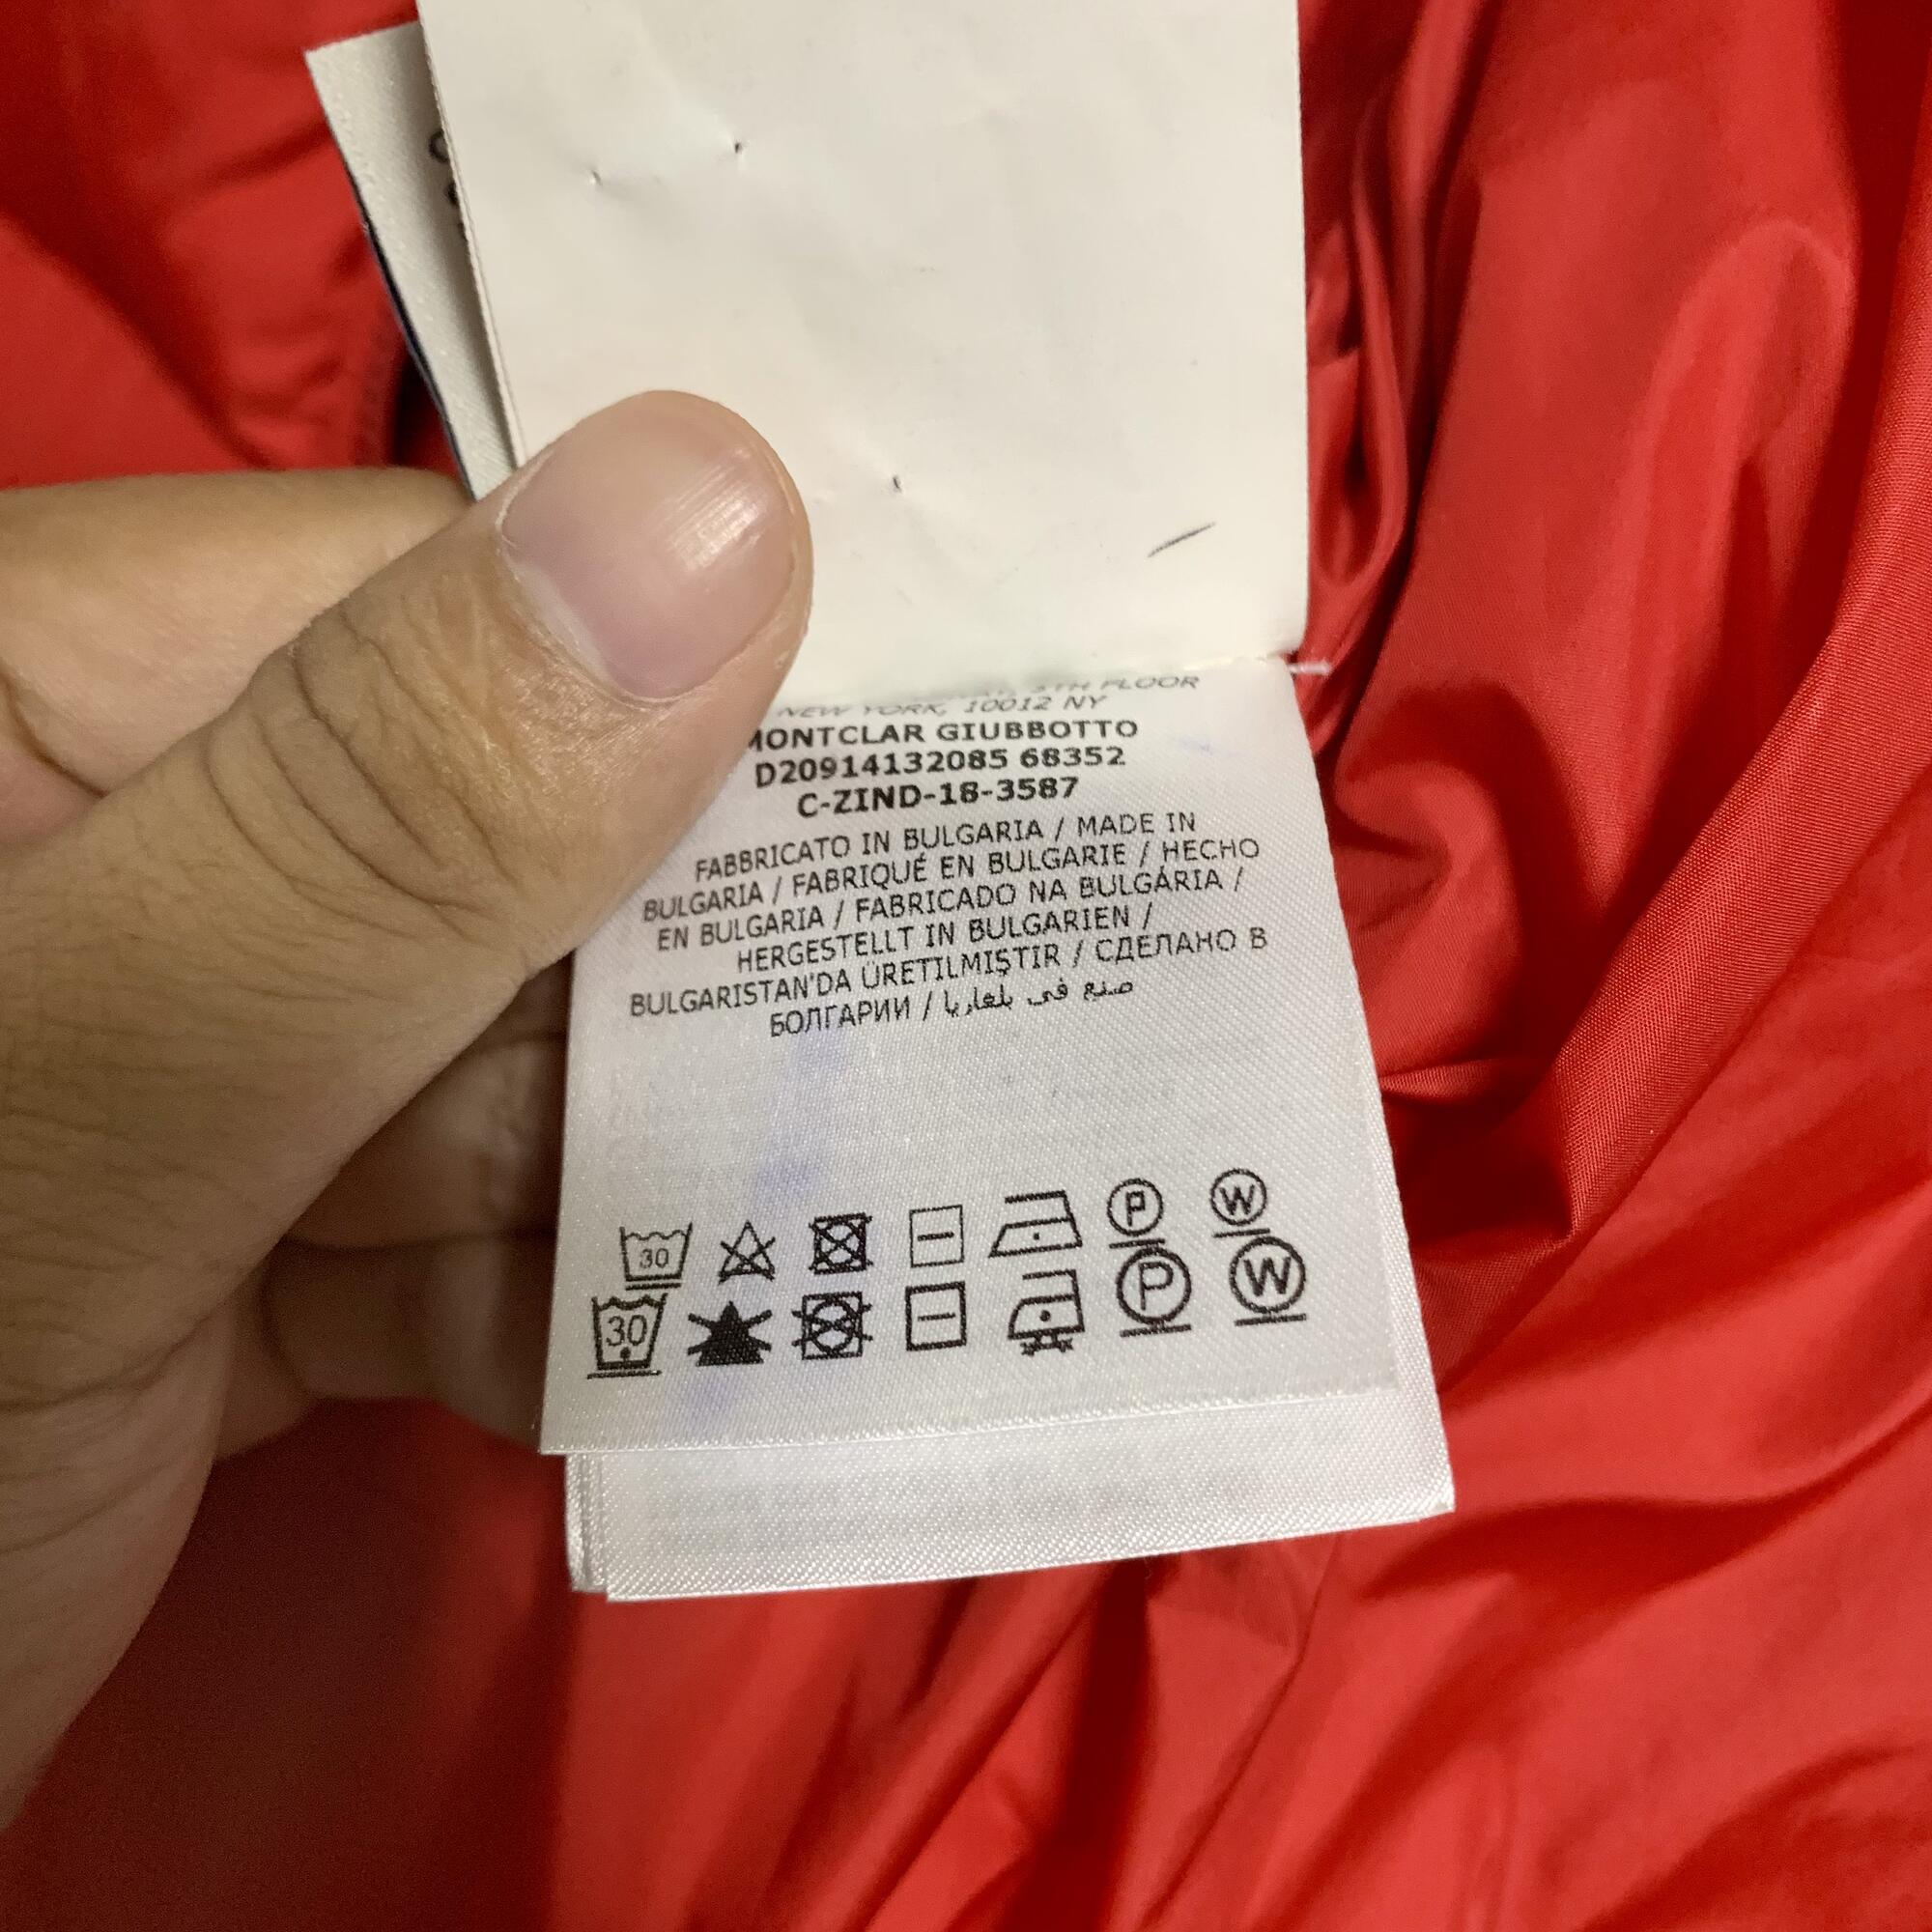 5TH FLOOR
NEW YORK, 10012 NY
MONTCLAR GIUBBOTTO
D20914132085 68352
C-ZIND-18-3587
FABBRICATO IN BULGARIA / MADE IN
BULGARIA / FABRIQUÉ EN BULGARIE / HECHO
EN BULGARIA / FABRICADO NA BULGÁRIA /
HERGESTELLT IN BULGARIEN /
BULGARISTAN'DA ÜRETILMIŞTIR / СДЕЛАНО В
БОЛГАРИИ / صنع في بلغاريا
30 P W
30 P W